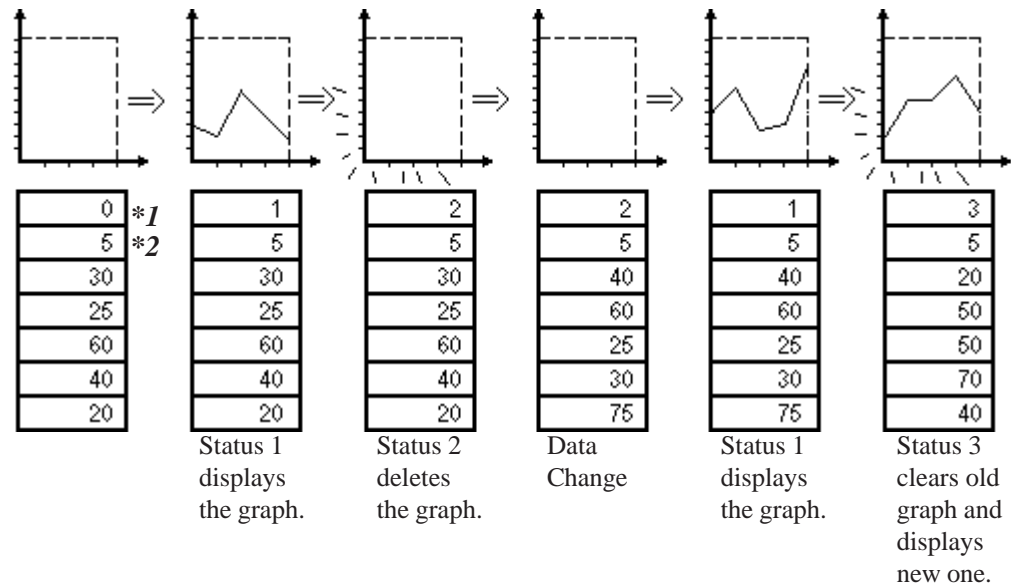 0 *1
5 *2
30
25
60
40
20
1
5
30
25
60
40
20
Status 1
displays
the graph.
2
5
30
25
60
40
20
Status 2
deletes
the graph.
2
5
40
60
25
30
75
Data
Change
1
5
40
60
25
30
75
Status 1
displays
the graph.
3
5
20
50
50
70
40
Status 3
clears old
graph and
displays
new one.